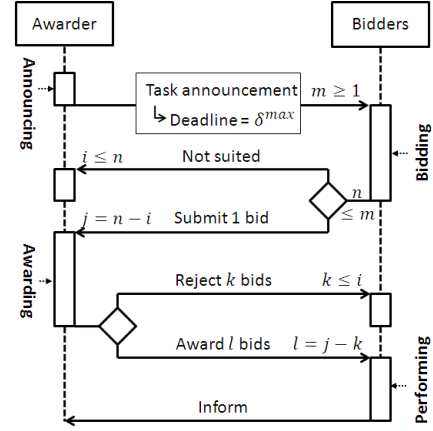 Awarder
Bidders
Announcing
Task announcement
m ≥ 1
↳ Deadline = δ^max
Bidding
i ≤ n
Not suited
n
≤ m
j = n − i
Submit 1 bid
Awarding
Reject k bids
k ≤ i
Award l bids
l = j − k
Performing
Inform